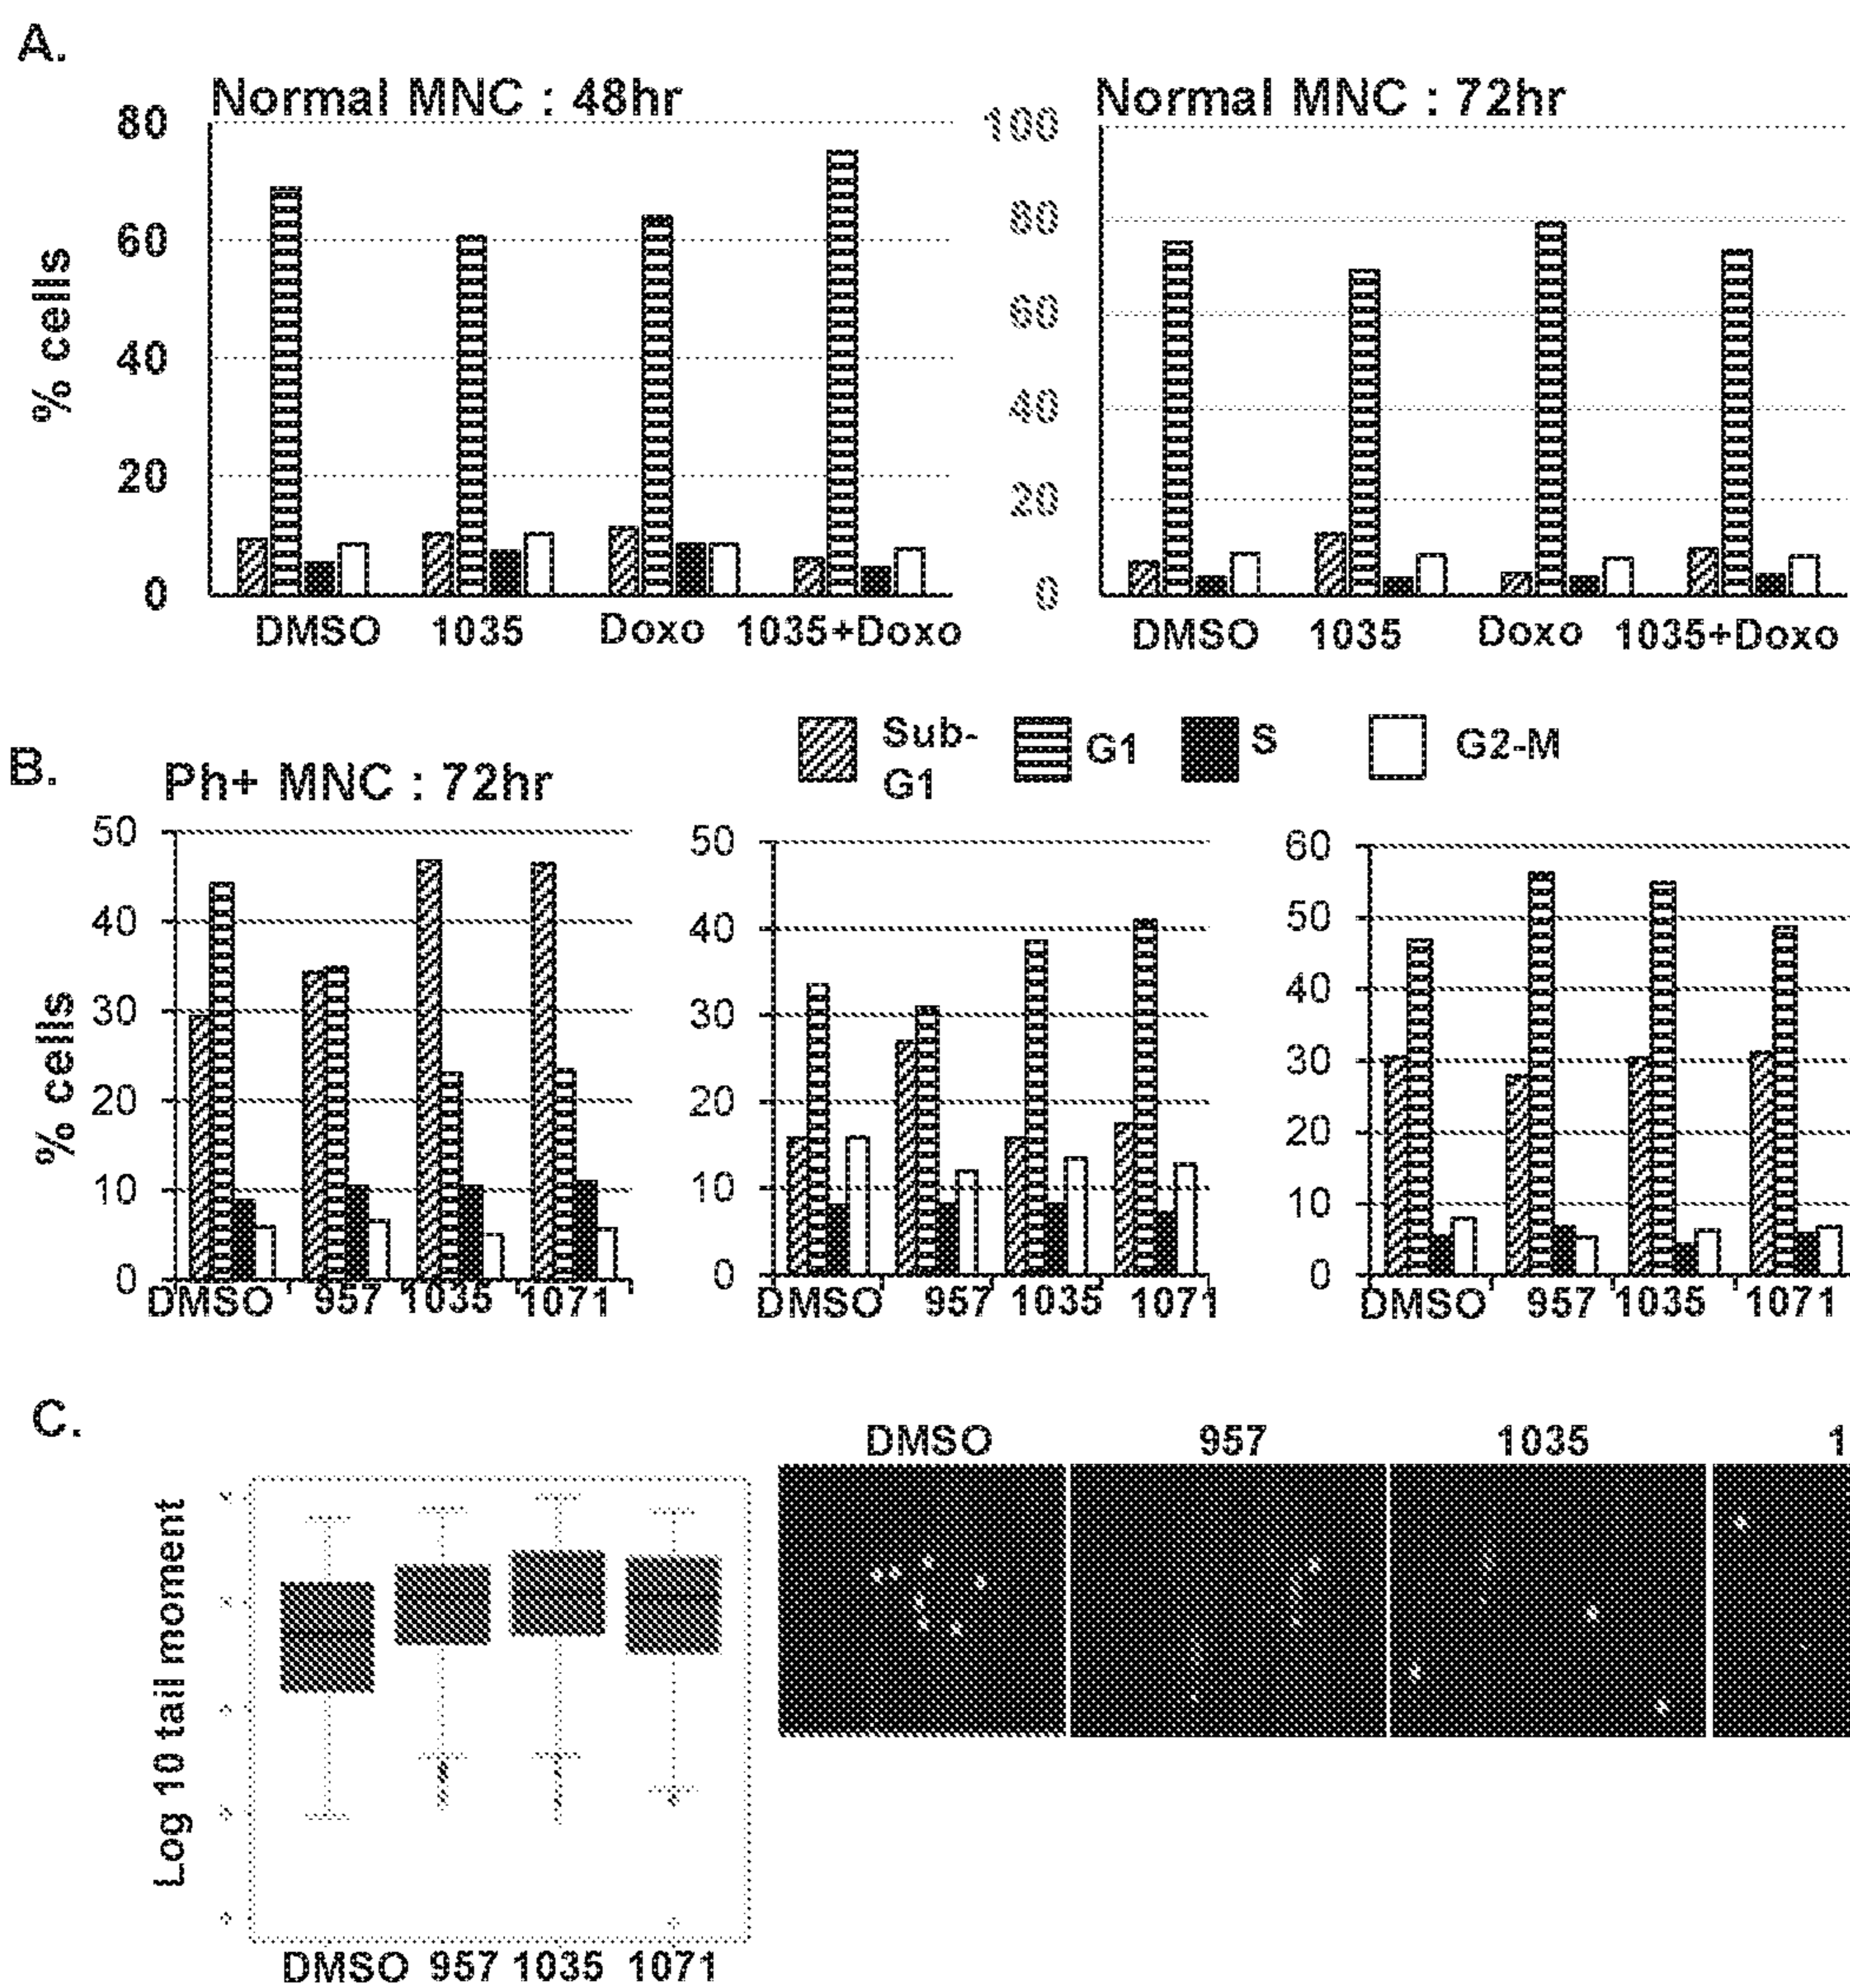 A.
Normal MNC : 48hr
Normal MNC : 72hr
% cells
80
60
40
20
0
DMSO 1035 Doxo 1035+Doxo
100
80
60
40
20
0
DMSO 1035 Doxo 1035+Doxo
Sub-
G1
G1
S
G2-M
B.
Ph+ MNC : 72hr
% cells
50
40
30
20
10
0
DMSO 957 1035 1071
50
40
30
20
10
0
DMSO 957 1035 1071
60
50
40
30
20
10
0
DMSO 957 1035 1071
C.
Log 10 tail moment
DMSO 957 1035 1071
DMSO 957 1035 1